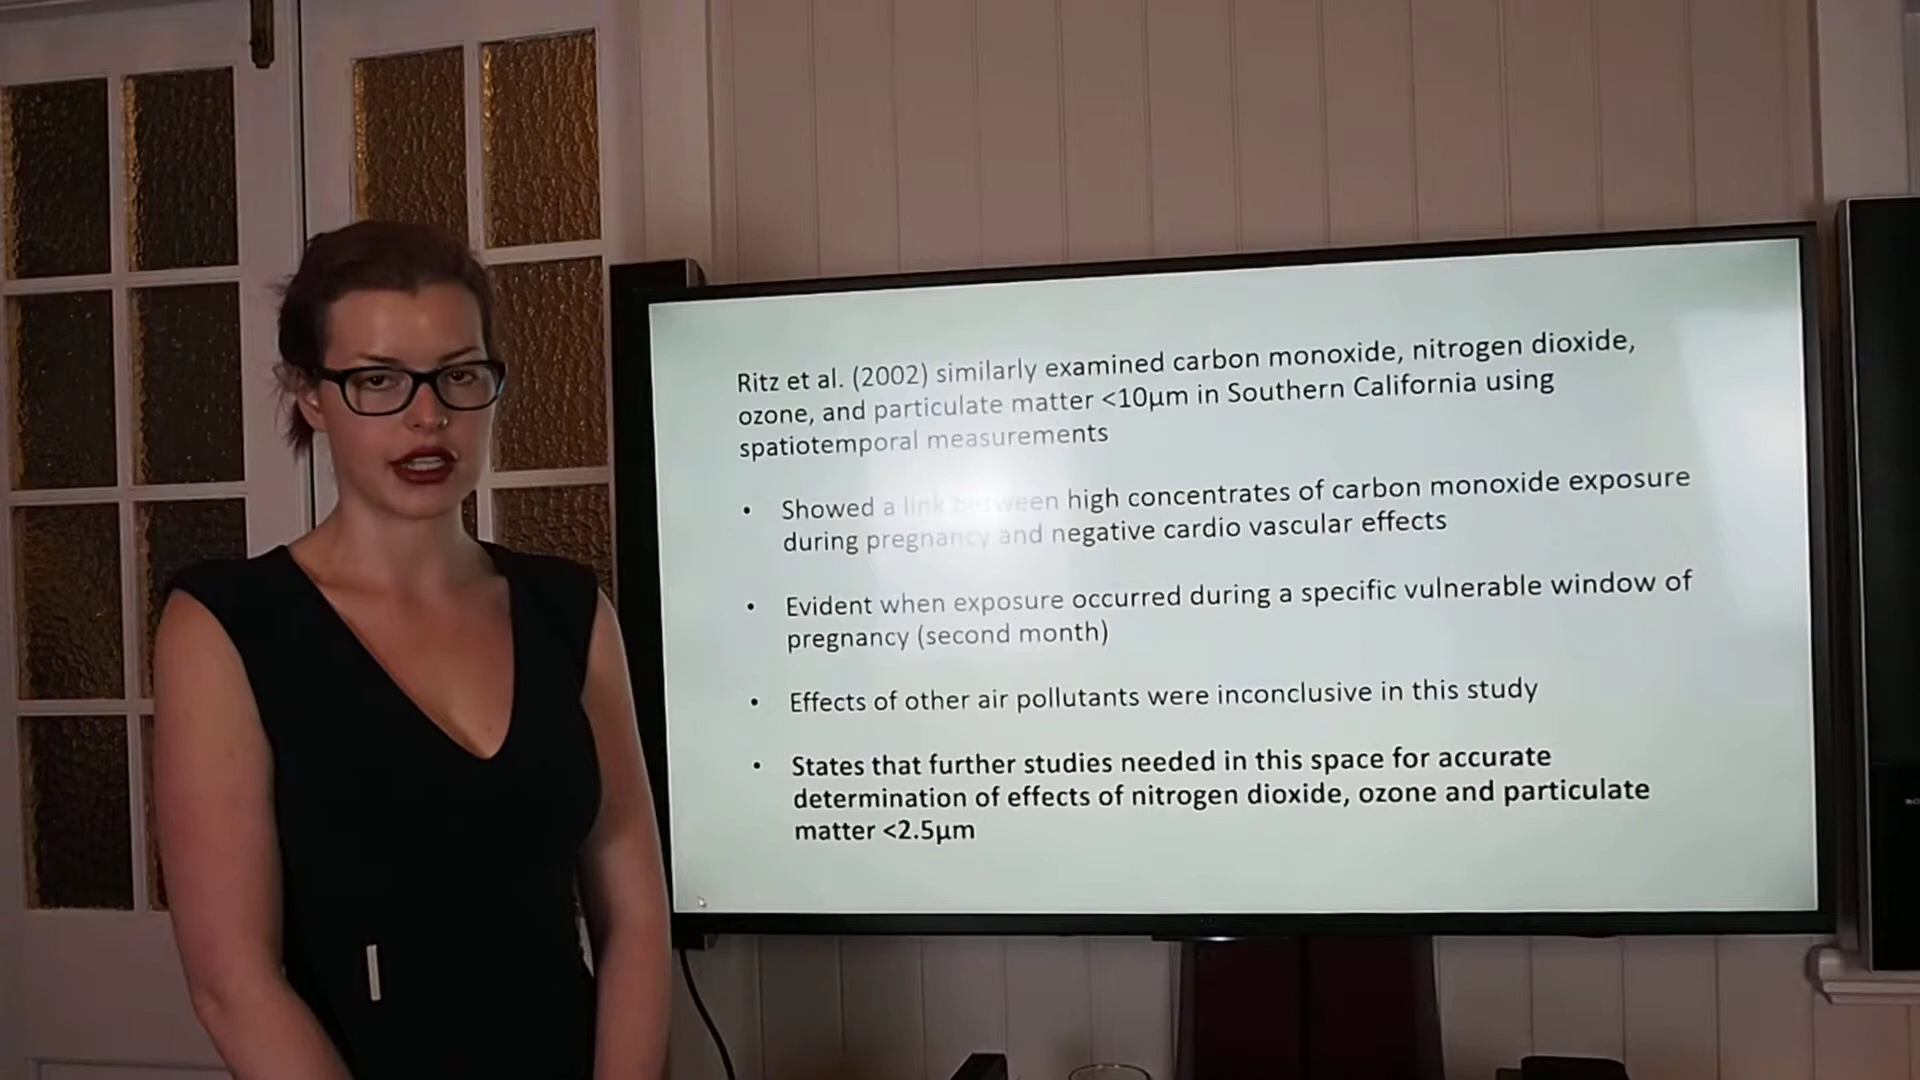 Ritz et al. (2002) similarly examined carbon monoxide, nitrogen dioxide,
ozone, and particulate matter <10µm in Southern California using
spatiotemporal measurements
• Showed a link between high concentrates of carbon monoxide exposure
during pregnancy and negative cardio vascular effects
• Evident when exposure occurred during a specific vulnerable window of
pregnancy (second month)
• Effects of other air pollutants were inconclusive in this study
• States that further studies needed in this space for accurate
determination of effects of nitrogen dioxide, ozone and particulate
matter <2.5µm